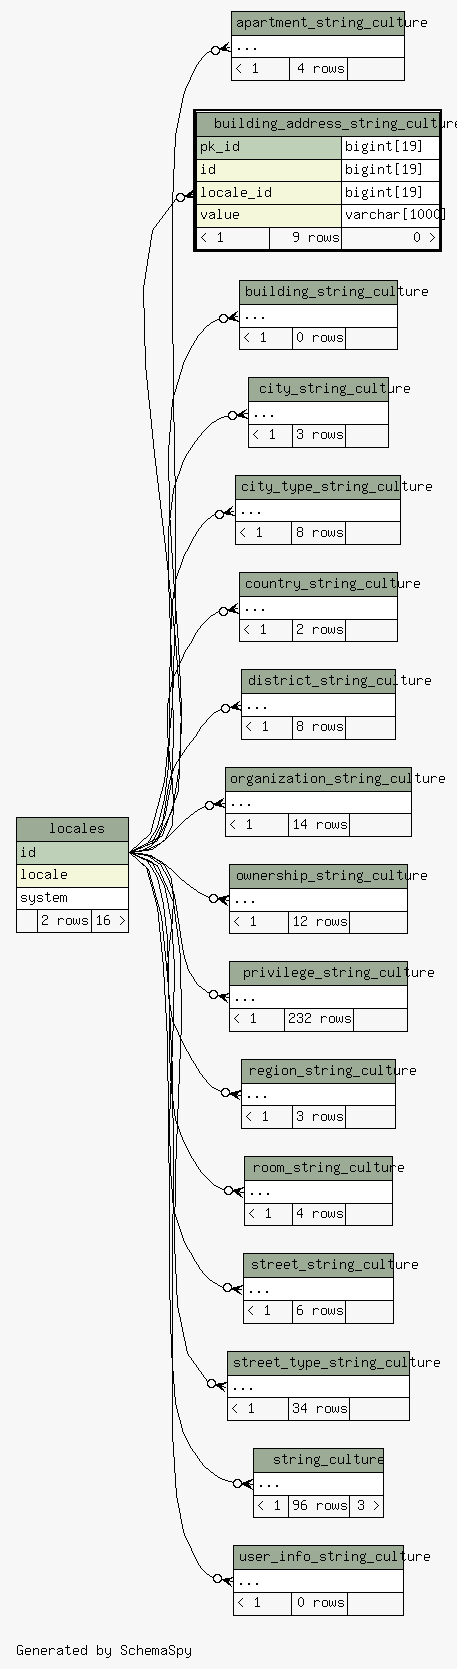 apartment_string_culture
...
< 1 4 rows
building_address_string_culture
pk_id bigint[19]
id bigint[19]
locale_id bigint[19]
value varchar[1000]
< 1 9 rows 0 >
building_string_culture
...
< 1 0 rows
city_string_culture
...
< 1 3 rows
city_type_string_culture
...
< 1 8 rows
country_string_culture
...
< 1 2 rows
district_string_culture
...
< 1 8 rows
organization_string_culture
...
< 1 14 rows
locales
id
locale
system
2 rows 16 >
ownership_string_culture
...
< 1 12 rows
privilege_string_culture
...
< 1 232 rows
region_string_culture
...
< 1 3 rows
room_string_culture
...
< 1 4 rows
street_string_culture
...
< 1 6 rows
street_type_string_culture
...
< 1 34 rows
string_culture
...
< 1 96 rows 3 >
user_info_string_culture
...
< 1 0 rows
Generated by SchemaSpy